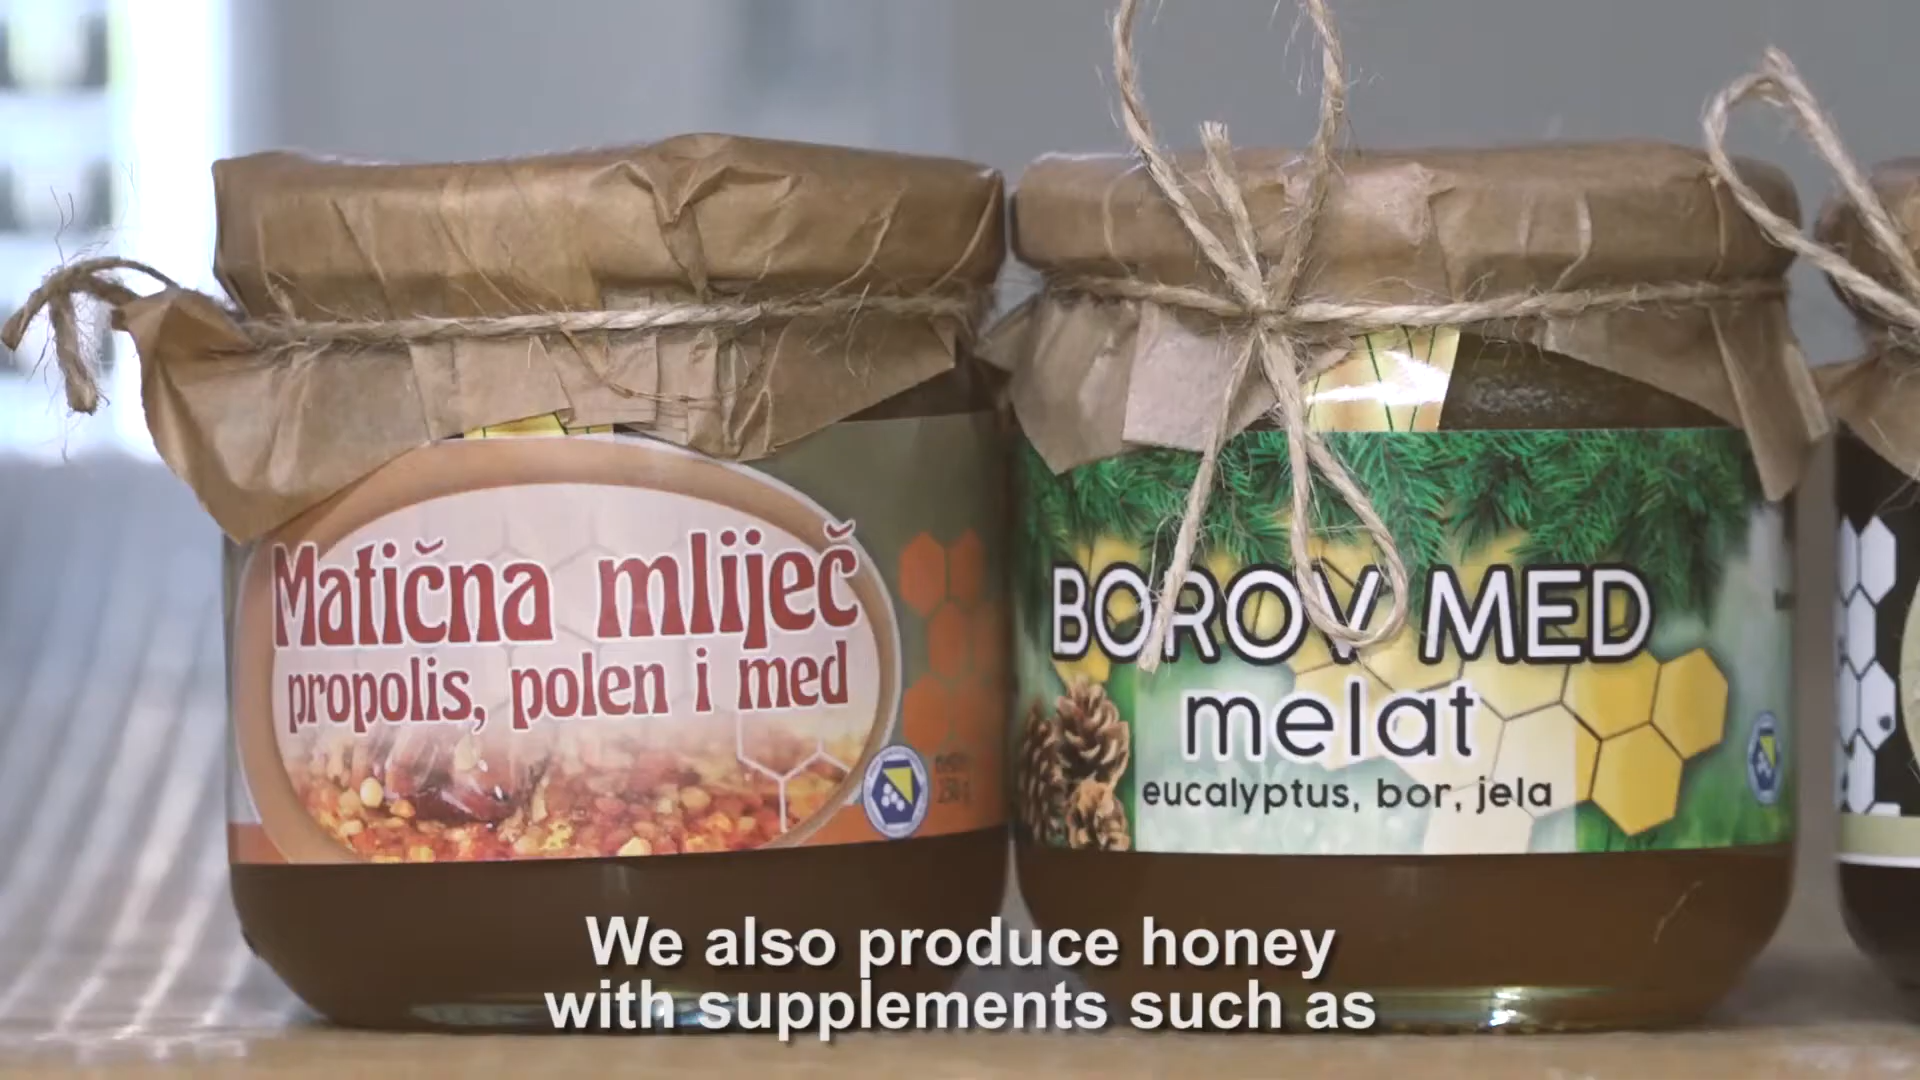 Matična mliječ
propolis, polen i med
BOROV MED
melat
eucalyptus, bor, jela
We also produce honey
with supplements such as